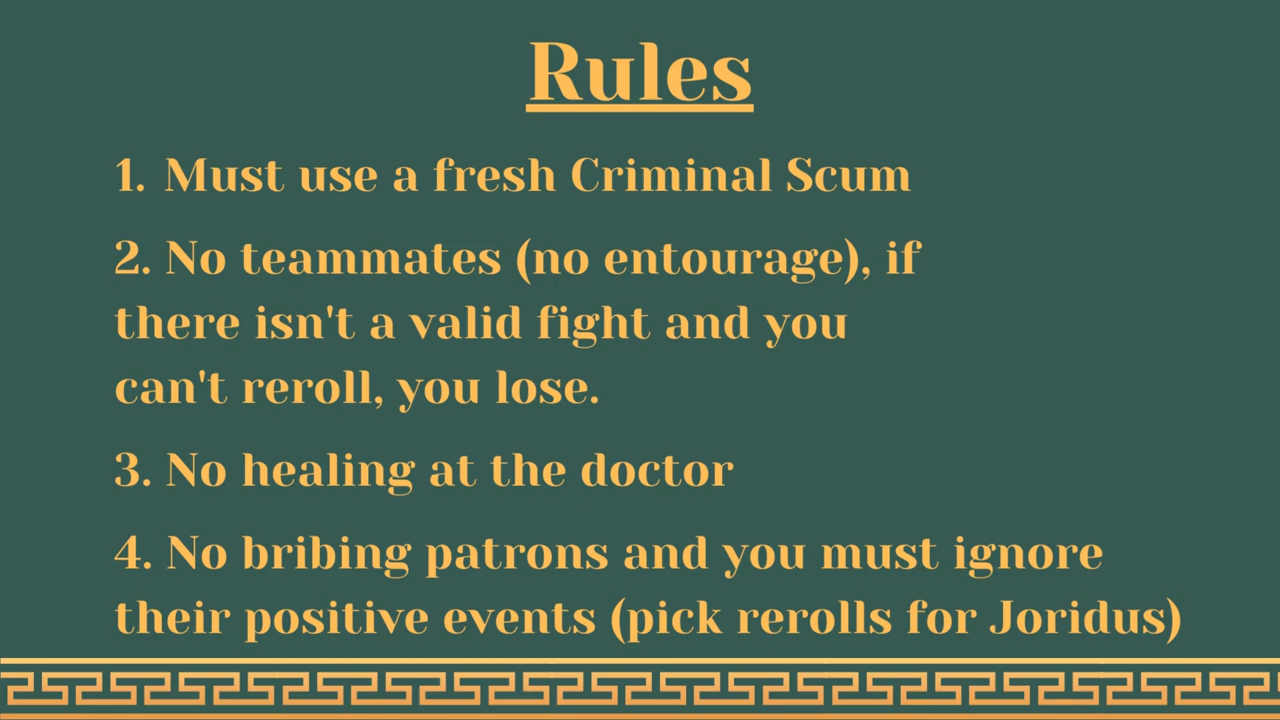 Rules
1. Must use a fresh Criminal Scum
2. No teammates (no entourage), if
there isn't a valid fight and you
can't reroll, you lose.
3. No healing at the doctor
4. No bribing patrons and you must ignore
their positive events (pick rerolls for Joridus)